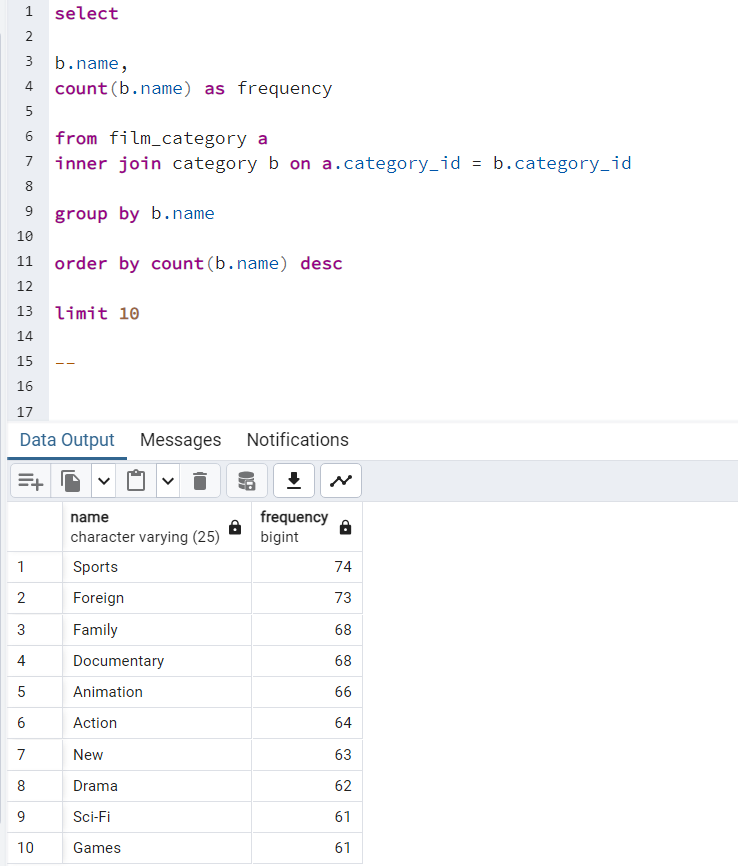 1 select
2
3 b.name,
4 count(b.name) as frequency
5
6 from film_category a
7 inner join category b on a.category_id = b.category_id
8
9 group by b.name
10
11 order by count(b.name) desc
12
13 limit 10
14
15 --
16
17
Data Output Messages Notifications
name frequency
character varying (25) bigint
1 Sports 74
2 Foreign 73
3 Family 68
4 Documentary 68
5 Animation 66
6 Action 64
7 New 63
8 Drama 62
9 Sci-Fi 61
10 Games 61